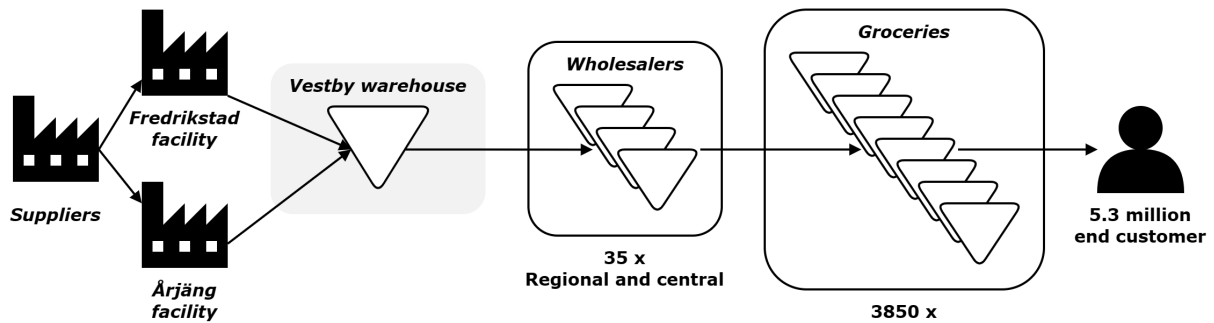 Suppliers
Fredrikstad
facility
Årjäng
facility
Vestby warehouse
Wholesalers
35 x
Regional and central
Groceries
3850 x
5.3 million
end customer